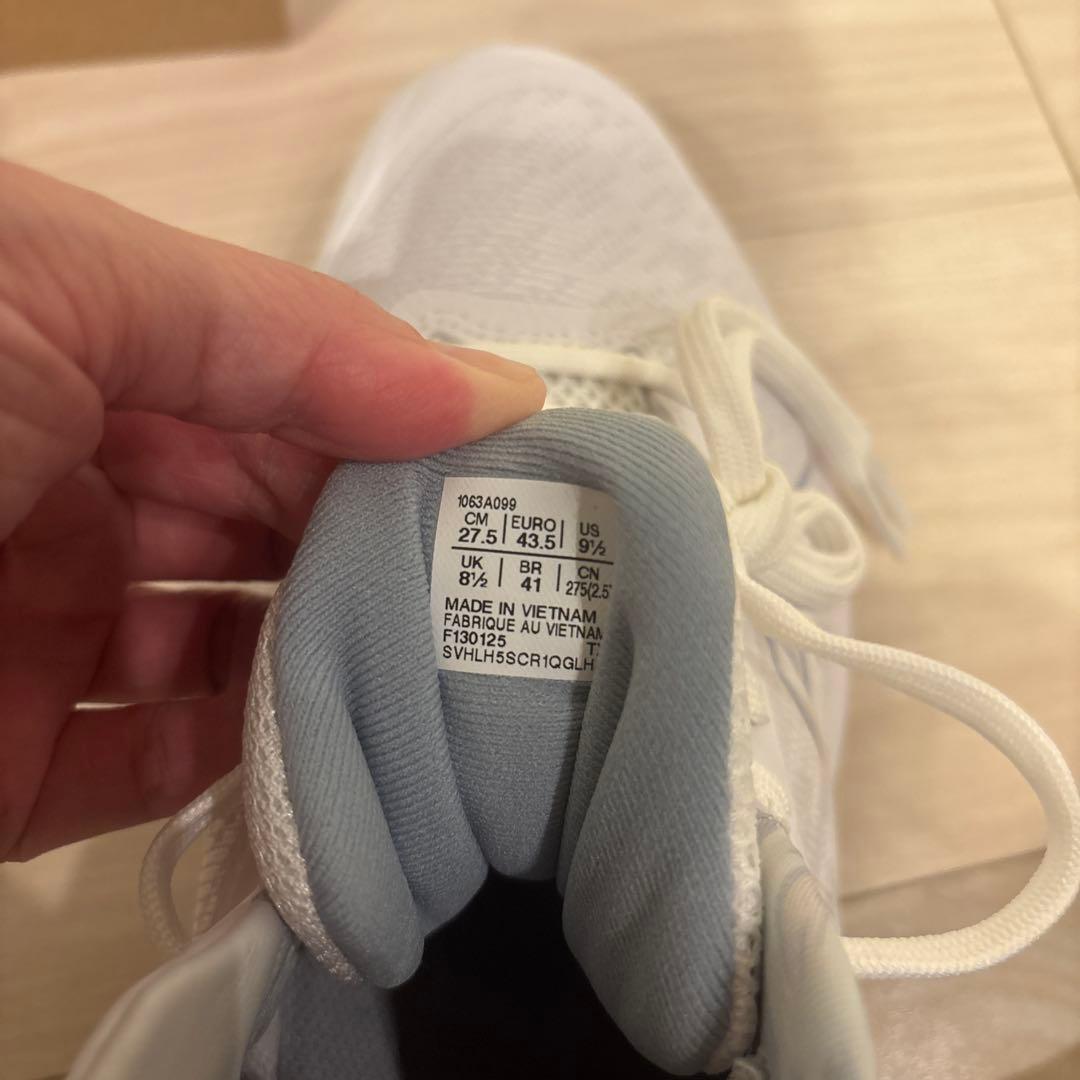 1063A099
CM EURO US
27.5 43.5 9½
UK BR CN
8½ 41 275(2.5
MADE IN VIETNAM
FABRIQUE AU VIETNAM
F130125
SVHLH5SCR1QGLH